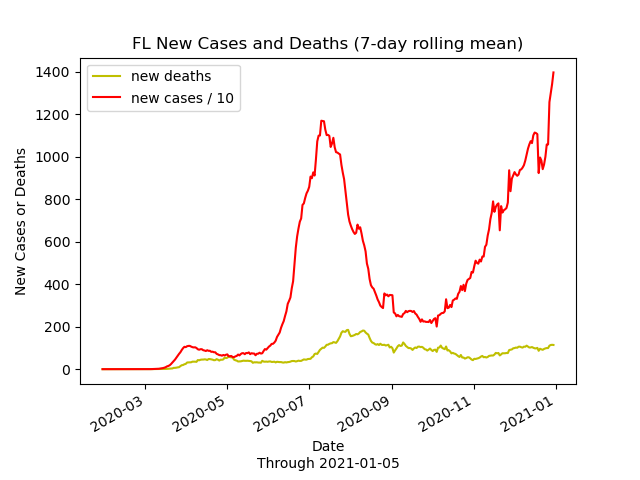 FL New Cases and Deaths (7-day rolling mean)
new deaths
new cases / 10
New Cases or Deaths
1400
1200
1000
800
600
400
200
0
2020-03
2020-05
2020-07
2020-09
2020-11
2021-01
Date
Through 2021-01-05